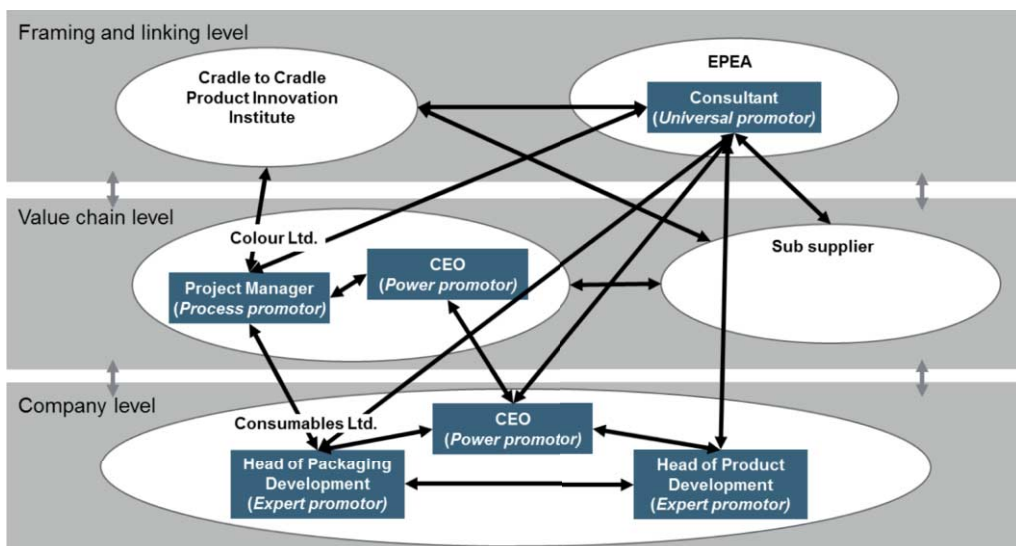 Framing and linking level
Cradle to Cradle
Product Innovation
Institute
EPEA
Consultant
(Universal promotor)
Value chain level
Colour Ltd.
Project Manager
(Process promotor)
CEO
(Power promotor)
Sub supplier
Company level
Consumables Ltd.
CEO
(Power promotor)
Head of Packaging
Development
(Expert promotor)
Head of Product
Development
(Expert promotor)